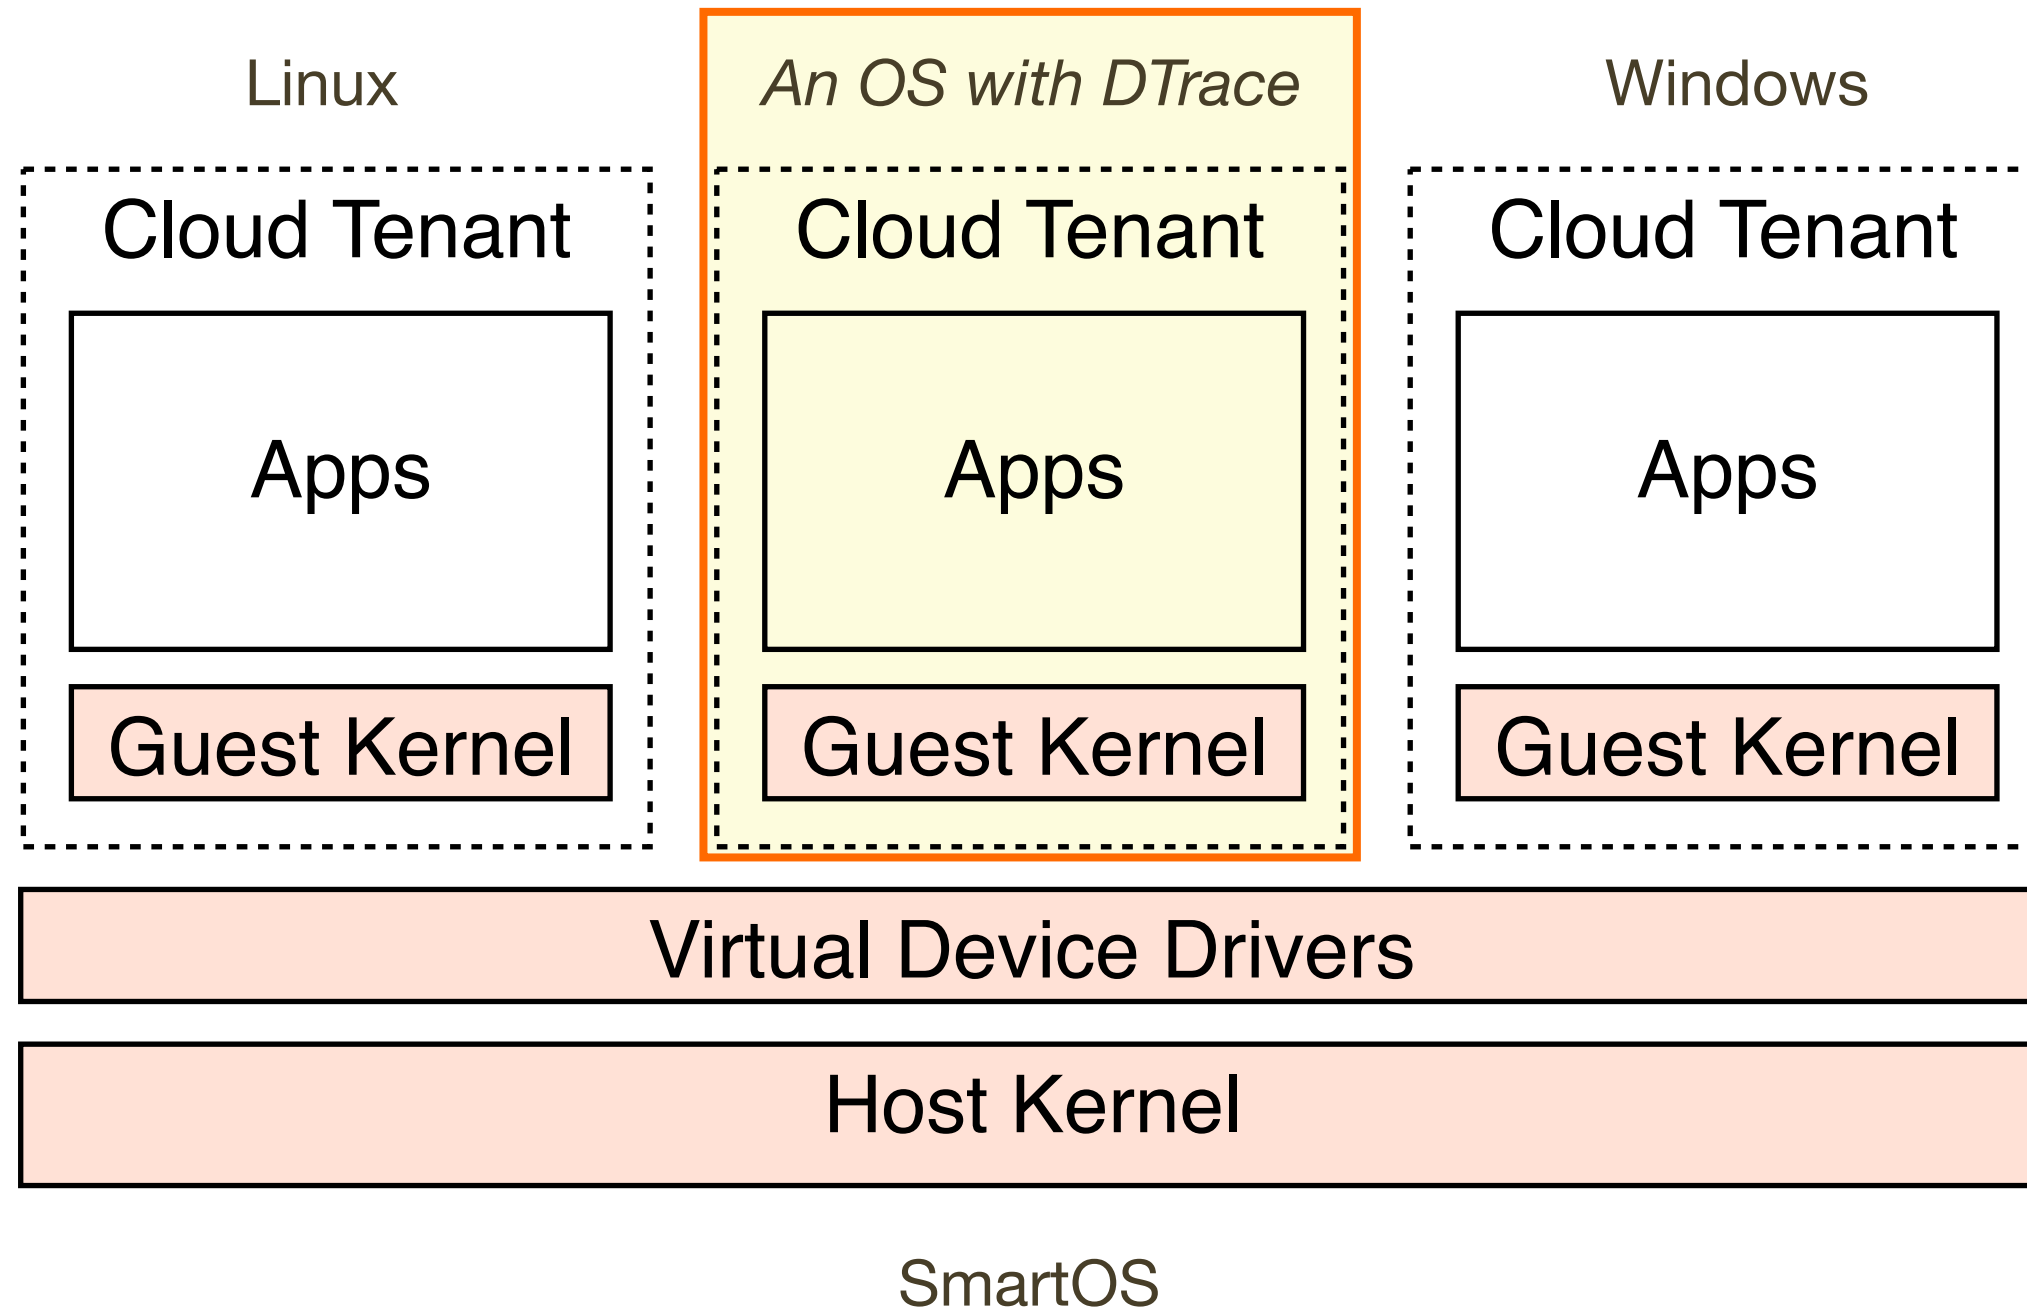 Linux
An OS with DTrace
Windows
Cloud Tenant
Cloud Tenant
Cloud Tenant
Apps
Apps
Apps
Guest Kernel
Guest Kernel
Guest Kernel
Virtual Device Drivers
Host Kernel
SmartOS